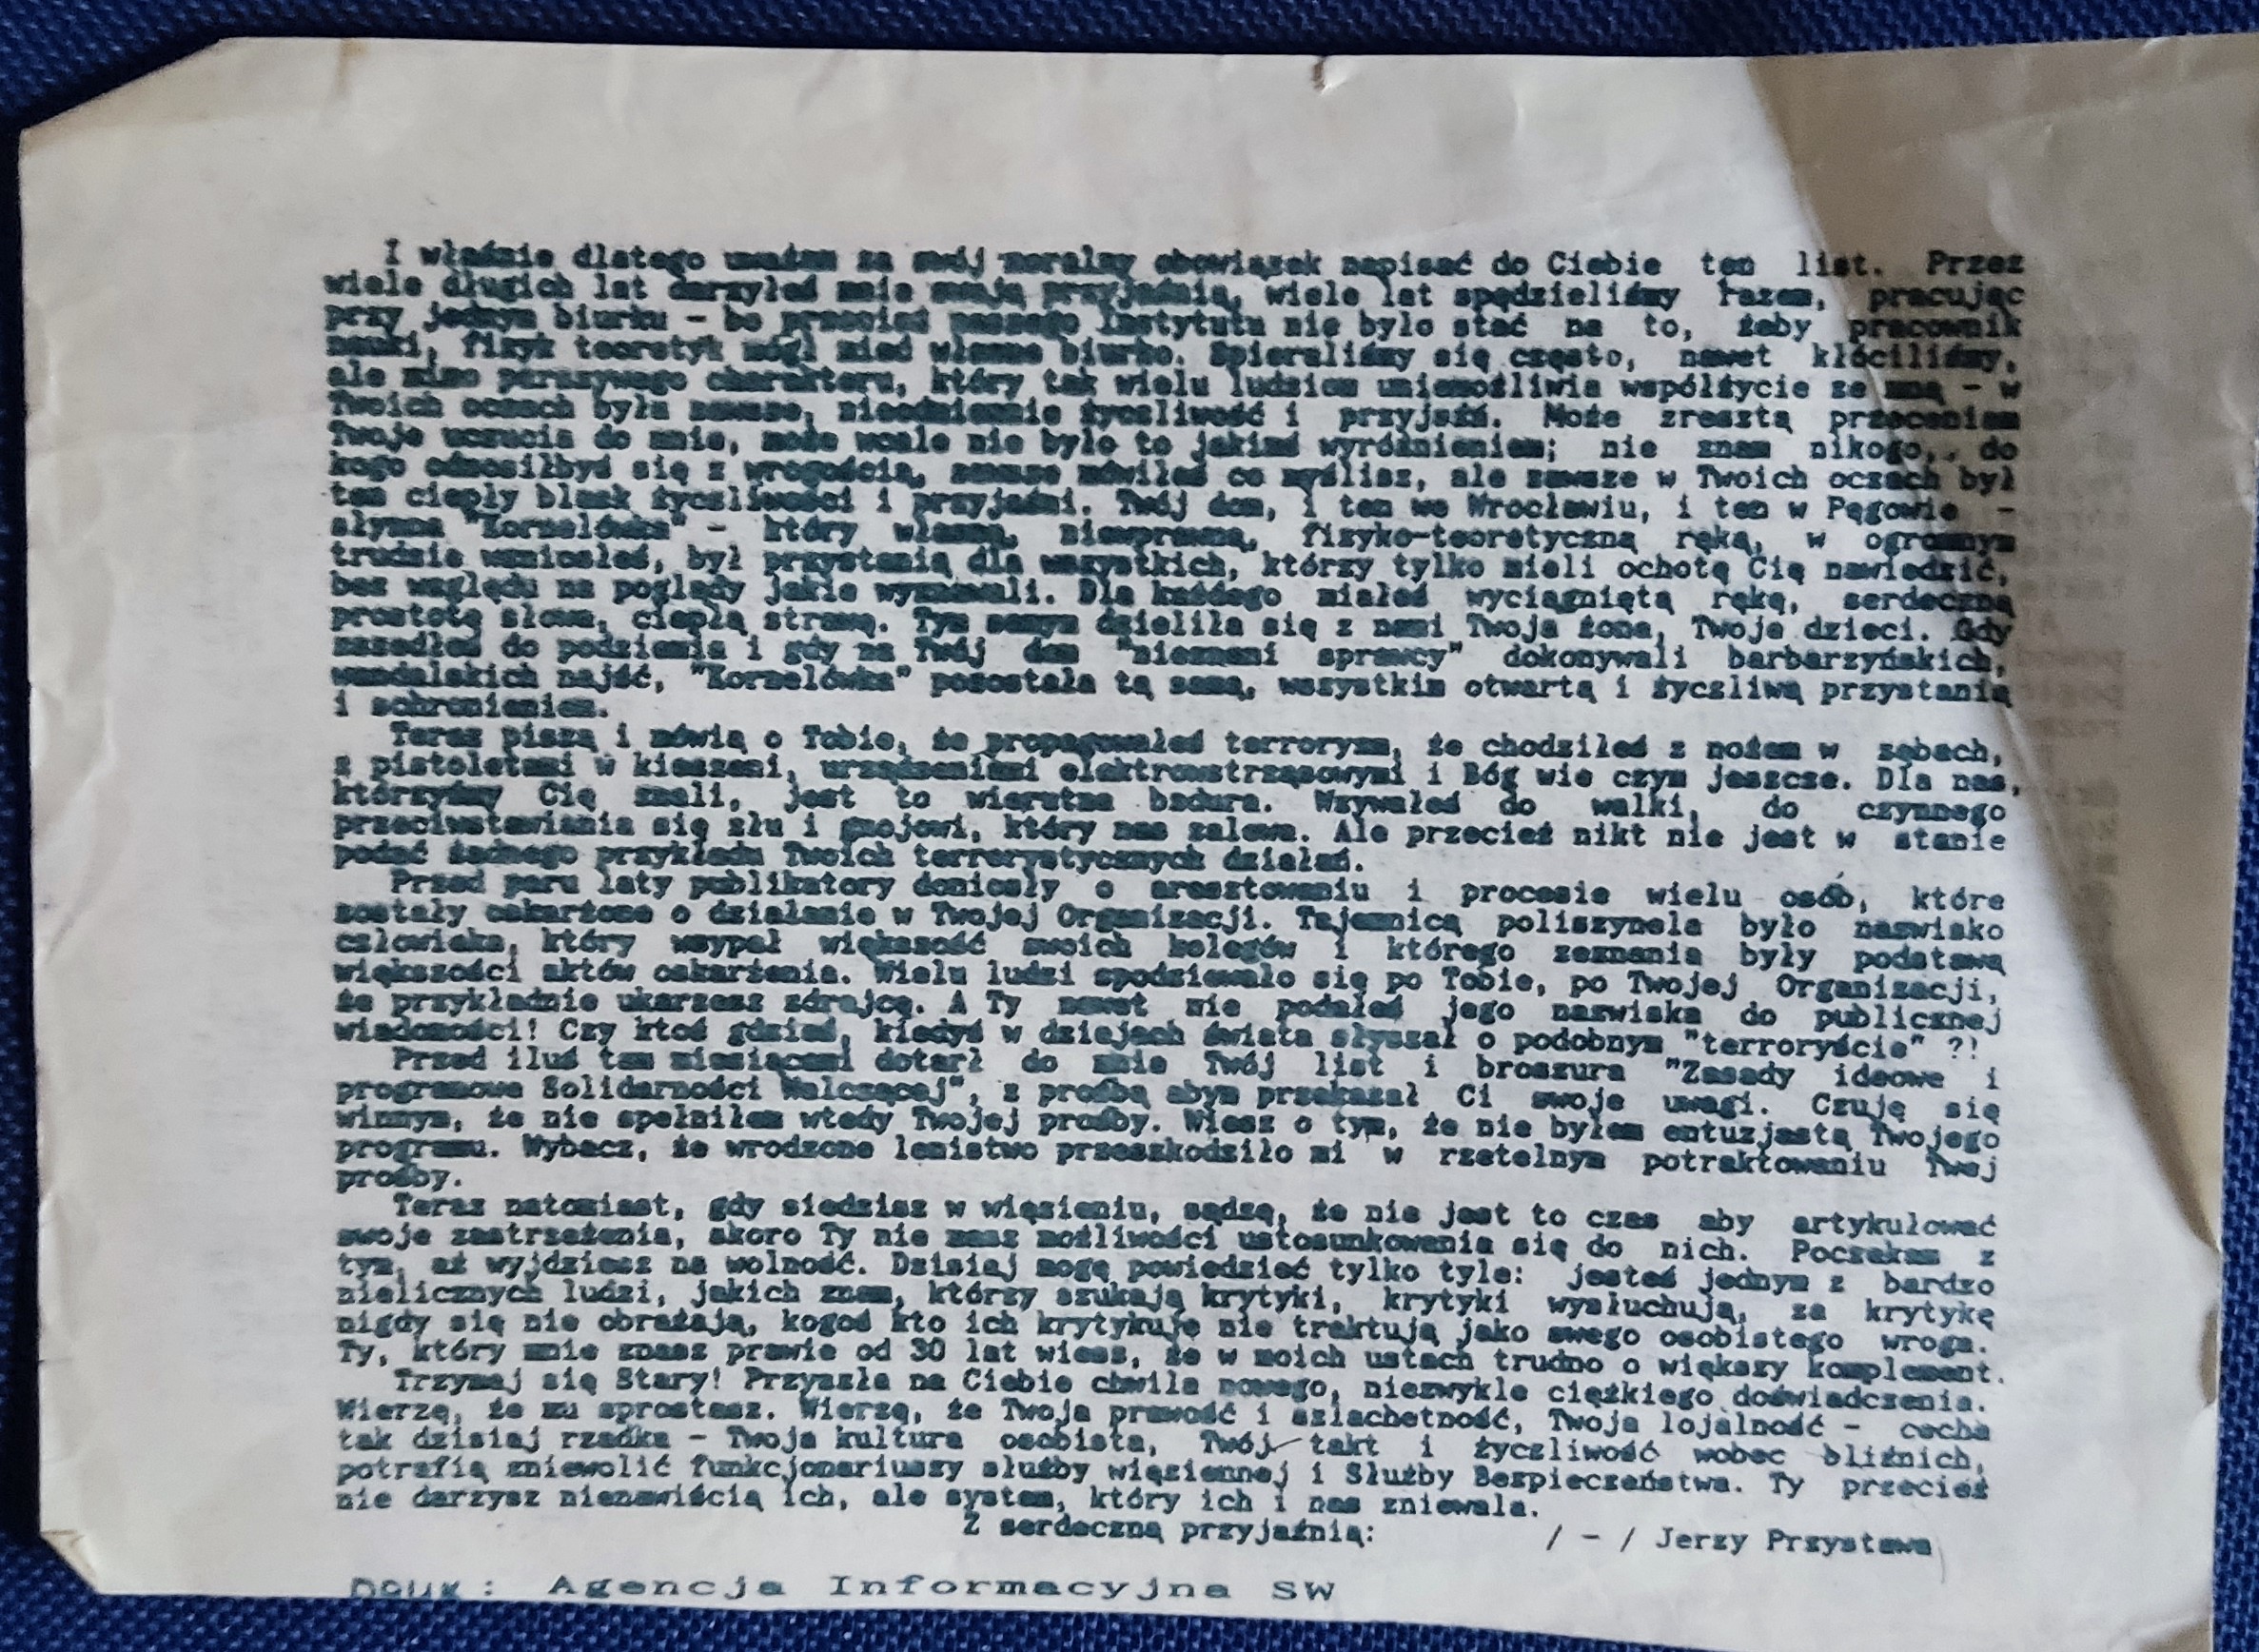 I właśnie dlatego uważam za swój moralny obowiązek napisać do Ciebie ten list. Przez
wiele długich lat darzyłeś mnie swoją przyjaźnią, wiele lat spędziliśmy razem, pracując
przy jednym biurku - bo przecież naszego Instytutu nie było stać na to, żeby pracownik
nauki, fizyk teoretyk mógł mieć własne biurko. Spieraliśmy się często, nawet kłóciliśmy,
ale mimo parszywego charakteru, który tak wielu ludziom uniemożliwia współżycie ze mną - w
Twoich oczach była zawsze, nieodmiennie życzliwość i przyjaźń. Może zresztą przeceniam
Twoje uczucia do mnie, może wcale nie było to jakimś wyróżnieniem; nie znam nikogo,. do
kogo odnosiłbyś się z wrogością, zawsze mówiłeś co myślisz, ale zawsze w Twoich oczach był
ten ciepły blask życzliwości i przyjaźni. Twój dom, i ten we Wrocławiu, i ten w Pęgowie -
słynna "Kornelówka" - który własną, niewprawną, fizyko-teoretyczną ręką, w ogromnym
trudzie wzniosłeś, był przystanią dla wszystkich, którzy tylko mieli ochotę Cię nawiedzić,
bez względu na poglądy jakie wyznawali. Dla każdego miałeś wyciągniętą rękę, serdeczną
prostotę słowa, ciepłą strawę. Tym samym dzieliła się z nami Twoja żona, Twoje dzieci. Gdy
zszedłeś do podziemia i gdy na Twój dom "nieznani sprawcy" dokonywali barbarzyńskich,
wandalskich najść, "Kornelówka" pozostała tą samą, wszystkim otwartą i życzliwą przystanią
i schronieniem.
Teraz piszą i mówią o Tobie, że propagowałeś terroryzm, że chodziłeś z nożem w zębach,
z pistoletami w kieszeni, urządzeniami elektrowstrząsowymi i Bóg wie czym jeszcze. Dla nas,
którzyśmy Cię znali, jest to wierutna bzdura. Wzywałeś do walki, do czynnego
przeciwstawiania się złu i gnojowi, który nas zalewa. Ale przecież nikt nie jest w stanie
podać żadnego przykładu Twoich terrorystycznych działań.
Przed paru laty publikatory doniosły o aresztowaniu i procesie wielu osób, które
zostały oskarżone o działanie w Twojej Organizacji. Tajemnicą poliszynela było nazwisko
człowieka, który wsypał większość swoich kolegów i którego zeznania były podstawą
większości aktów oskarżenia. Wielu ludzi spodziewało się po Tobie, po Twojej Organizacji,
że przykładnie ukarzesz zdrajcę. A Ty nawet nie podałeś jego nazwiska do publicznej
wiadomości! Czy ktoś gdzieś, kiedyś w dziejach świata słyszał o podobnym "terroryście" ?!
Przed iluś tam miesiącami dotarł do mnie Twój list i broszura "Zasady ideowe i
programowe Solidarności Walczącej", z prośbą abym przekazał Ci swoje uwagi. Czuję się
winnym, że nie spełniłem wtedy Twojej prośby. Wiesz o tym, że nie byłem entuzjastą Twojego
programu. Wybacz, że wrodzone lenistwo przeszkodziło mi w rzetelnym potraktowaniu Twej
prośby.
Teraz natomiast, gdy siedzisz w więzieniu, sądzę, że nie jest to czas aby artykułować
swoje zastrzeżenia, skoro Ty nie masz możliwości ustosunkowania się do nich. Poczekam z
tym, aż wyjdziesz na wolność. Dzisiaj mogę powiedzieć tylko tyle: jesteś jednym z bardzo
nielicznych ludzi, jakich znam, którzy szukają krytyki, krytyki wysłuchują, za krytykę
nigdy się nie obrażają, kogoś kto ich krytykuje nie traktują jako swego osobistego wroga.
Ty, który mnie znasz prawie od 30 lat wiesz, że w moich ustach trudno o większy komplement.
Trzymaj się Stary! Przyszła na Ciebie chwila nowego, niezwykle ciężkiego doświadczenia.
Wierzę, że mu sprostasz. Wierzę, że Twoja prawość i szlachetność, Twoja lojalność - cecha
tak dzisiaj rzadka - Twoja kultura osobista, Twój takt i życzliwość wobec bliźnich,
potrafią zniewolić funkcjonariuszy służby więziennej i Służby Bezpieczeństwa. Ty przecież
nie darzysz nienawiścią ich, ale system, który ich i nas zniewala.
Z serdeczną przyjaźnią: / - / Jerzy Przystawa
Druk: Agencja Informacyjna SW